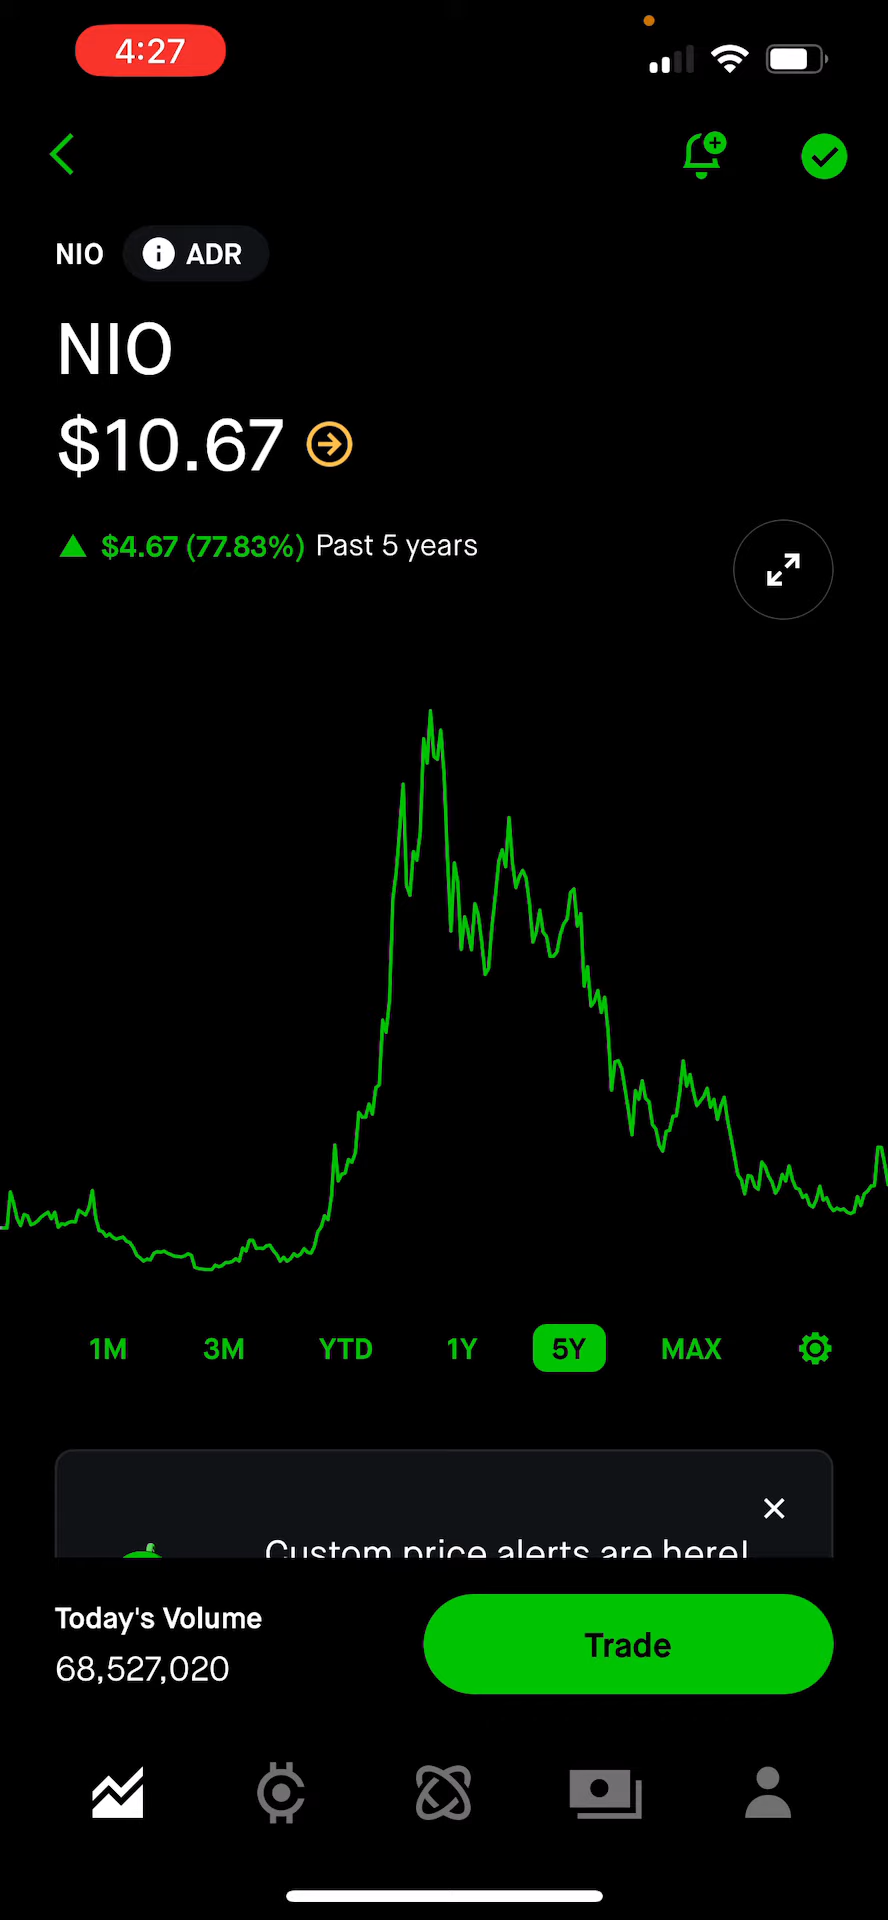 4:27
NIO ADR
NIO
$10.67
$4.67 (77.83%) Past 5 years
1M 3M YTD 1Y 5Y MAX
Custom price alerts are here!
Today's Volume
68,527,020
Trade